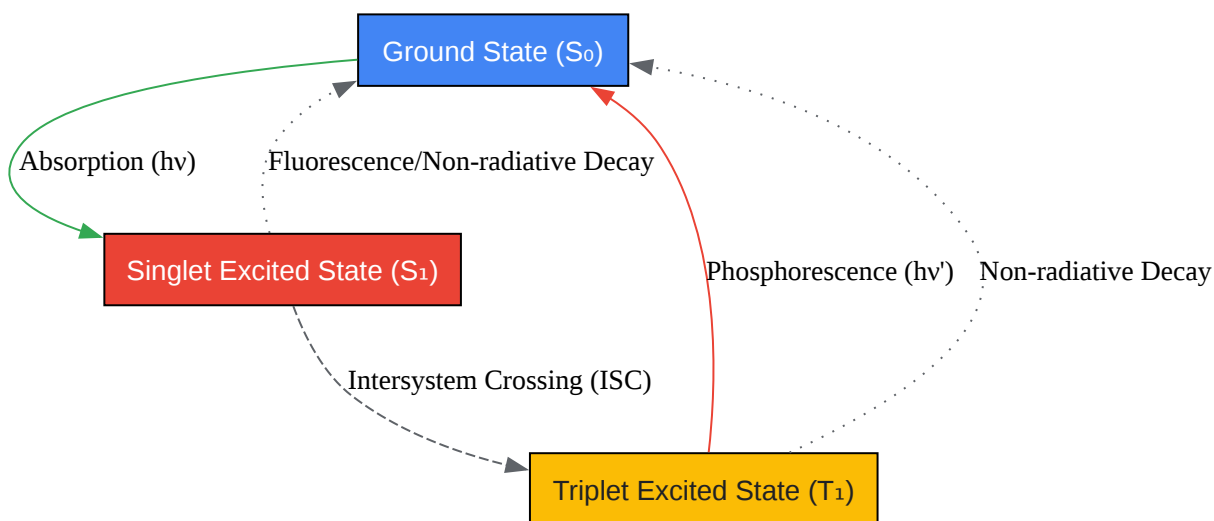 Ground State (S₀)
Absorption (hν)
Fluorescence/Non-radiative Decay
Singlet Excited State (S₁)
Phosphorescence (hν')
Non-radiative Decay
Intersystem Crossing (ISC)
Triplet Excited State (T₁)